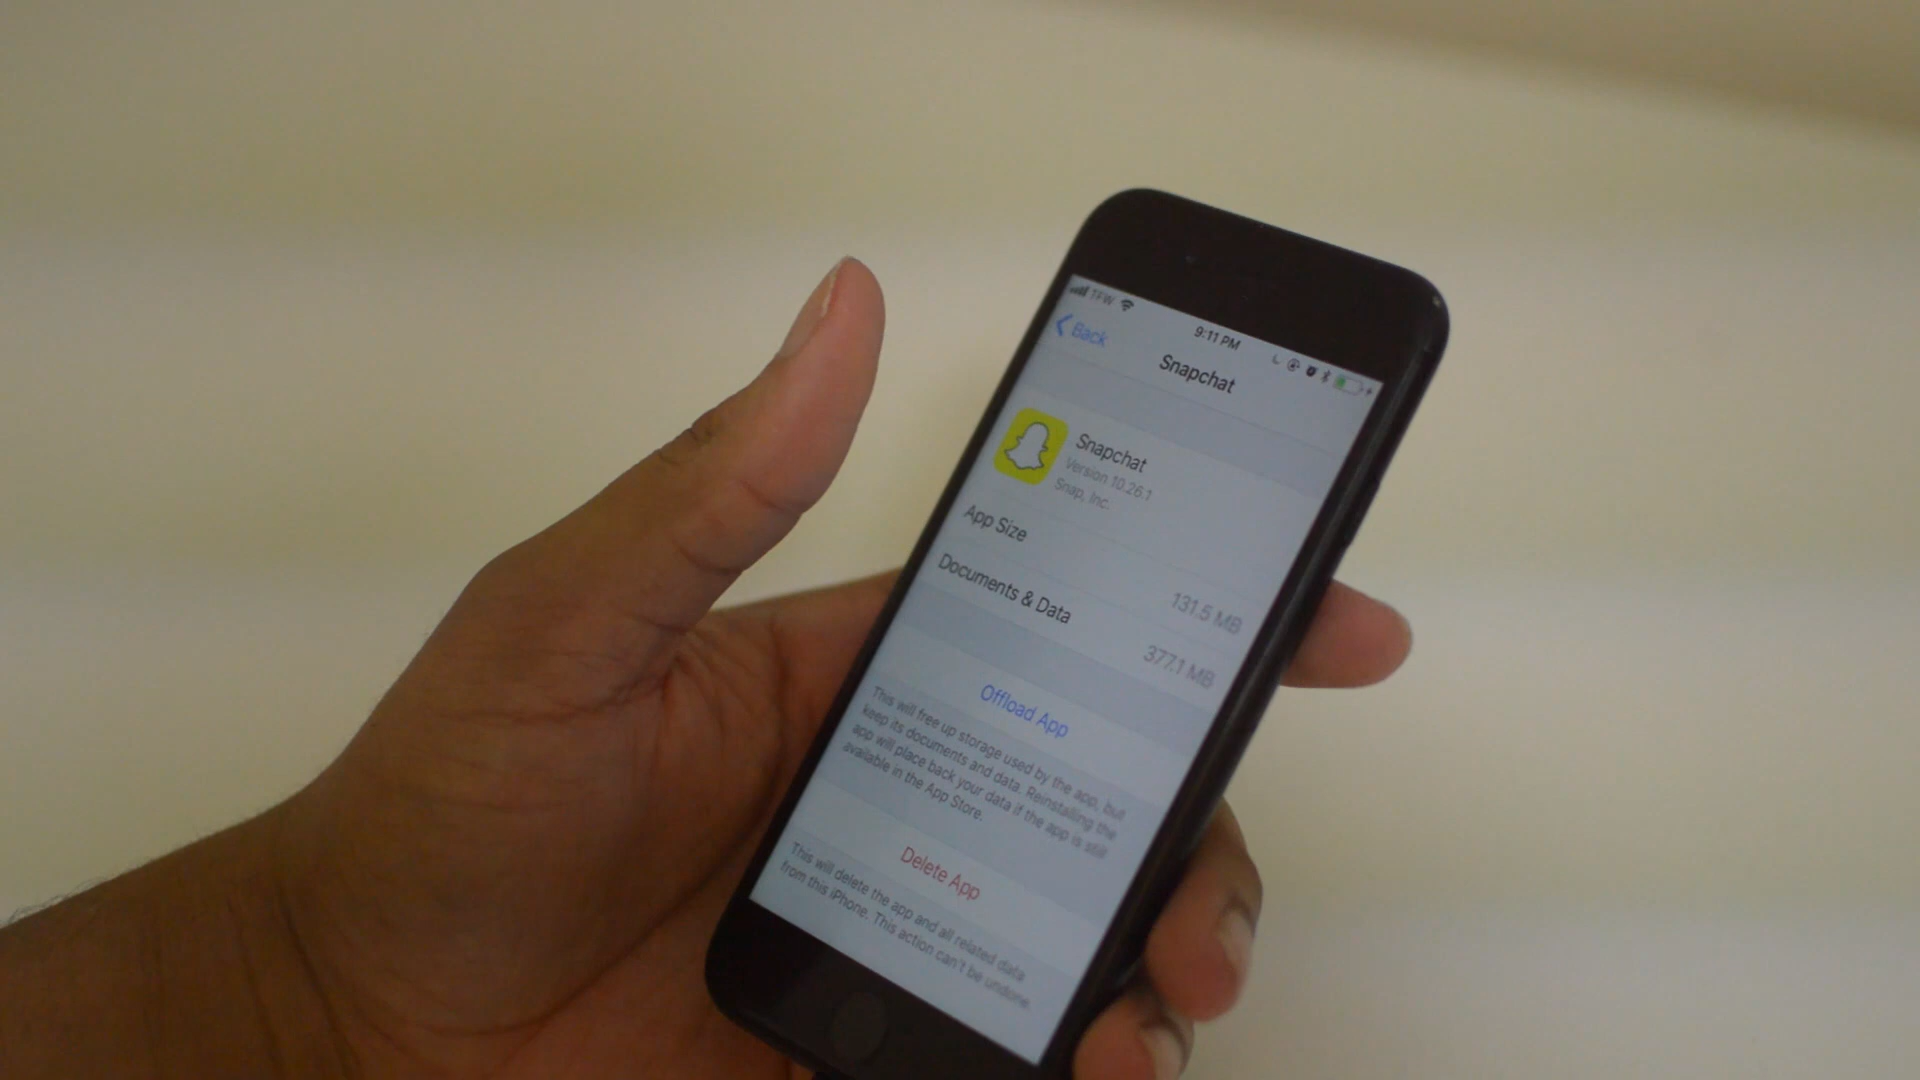 TFW 9:11 PM
Back
Snapchat
Snapchat
Version 10.26.1
Snap, Inc.
App Size 131.5 MB
Documents & Data 377.1 MB
Offload App
This will free up storage used by the app, but
keep its documents and data. Reinstalling the
app will place back your data if the app is still
available in the App Store.
Delete App
This will delete the app and all related data
from this iPhone. This action can't be undone.